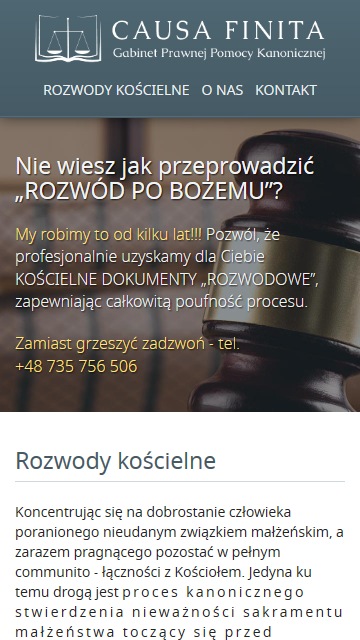 CAUSA FINITA
Gabinet Prawnej Pomocy Kanonicznej
ROZWODY KOŚCIELNE O NAS KONTAKT
Nie wiesz jak przeprowadzić
„ROZWÓD PO BOŻEMU”?
My robimy to od kilku lat!!! Pozwól, że
profesjonalnie uzyskamy dla Ciebie
KOŚCIELNE DOKUMENTY „ROZWODOWE”,
zapewniając całkowitą poufność procesu.
Zamiast grzeszyć zadzwoń - tel.
+48 735 756 506
Rozwody kościelne
Koncentrując się na dobrostanie człowieka
poranionego nieudanym związkiem małżeńskim, a
zarazem pragnącego pozostać w pełnym
communito - łączności z Kościołem. Jedyna ku
temu drogą jest proces kanonicznego
stwierdzenia nieważności sakramentu
małżeństwa toczący się przed